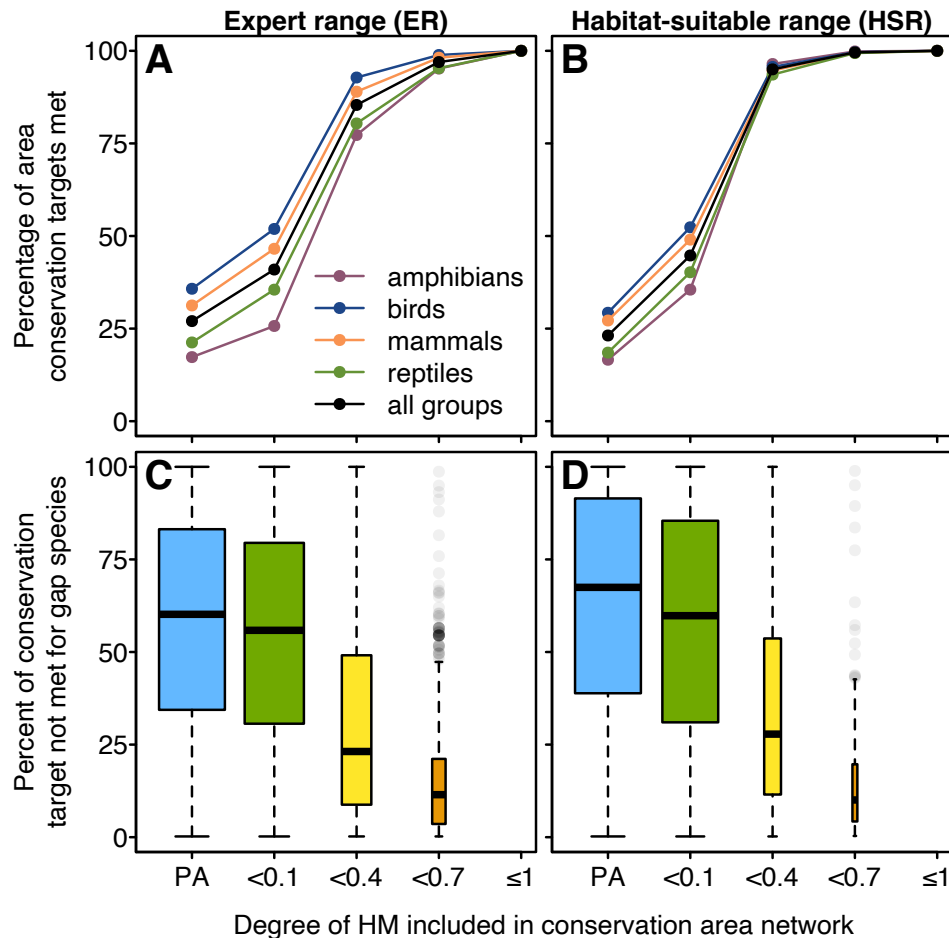 Expert range (ER)
Habitat-suitable range (HSR)
A
B
Percentage of area
conservation targets met
100
75
50
25
0
amphibians
birds
mammals
reptiles
all groups
C
D
Percent of conservation
target not met for gap species
100
75
50
25
0
PA <0.1 <0.4 <0.7 ≤1
PA <0.1 <0.4 <0.7 ≤1
Degree of HM included in conservation area network